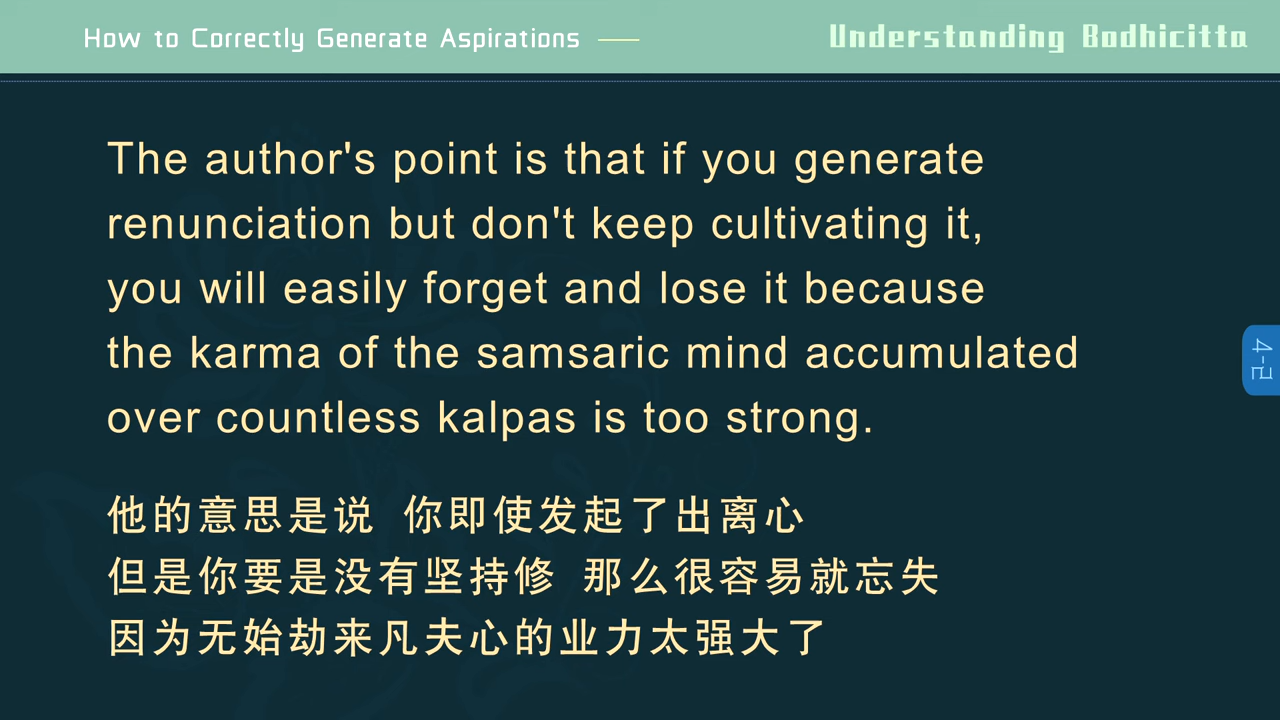 How to Correctly Generate Aspirations
Understanding Bodhicitta
The author's point is that if you generate
renunciation but don't keep cultivating it,
you will easily forget and lose it because
the karma of the samsaric mind accumulated
over countless kalpas is too strong.
他的意思是说 你即使发起了出离心
但是你要是没有坚持修 那么很容易就忘失
因为无始劫来凡夫心的业力太强大了